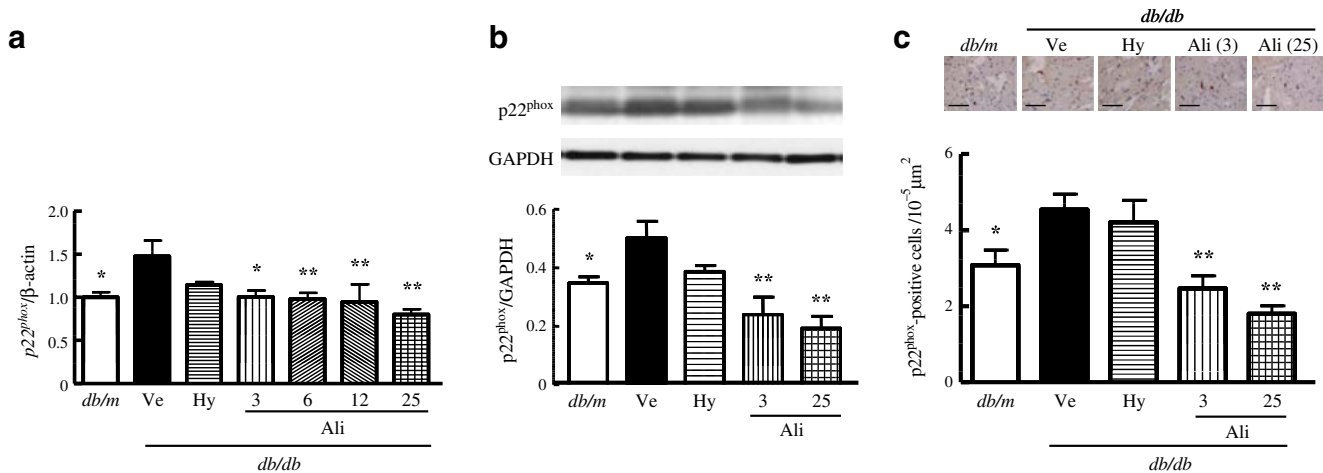 a
2.0
1.5
1.0
0.5
0
p22phox/β-actin
* * ** ** **
db/m Ve Hy 3 6 12 25
Ali
db/db
b
p22phox
GAPDH
0.6
0.4
0.2
0
p22phox/GAPDH
* ** **
db/m Ve Hy 3 25
Ali
db/db
c
db/db
db/m Ve Hy Ali (3) Ali (25)
6
4
2
0
p22phox-positive cells /10⁻⁵μm²
* ** **
db/m Ve Hy 3 25
Ali
db/db